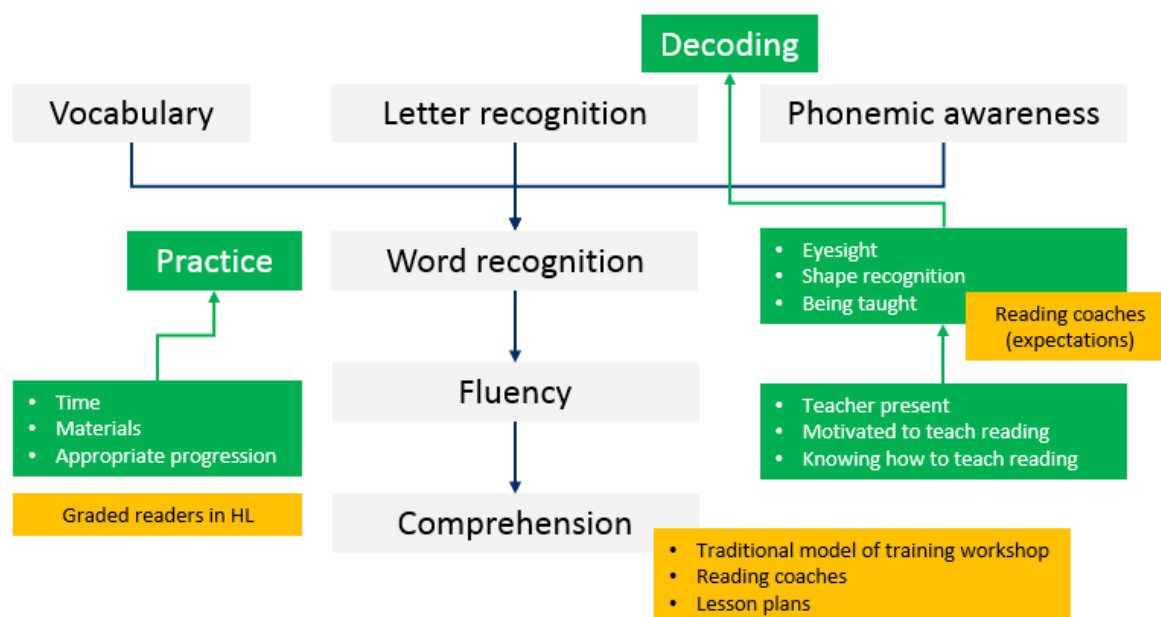 Decoding
Vocabulary
Letter recognition
Phonemic awareness
Practice
Word recognition
• Eyesight
• Shape recognition
• Being taught
Reading coaches
(expectations)
Fluency
• Time
• Materials
• Appropriate progression
• Teacher present
• Motivated to teach reading
• Knowing how to teach reading
Graded readers in HL
Comprehension
• Traditional model of training workshop
• Reading coaches
• Lesson plans